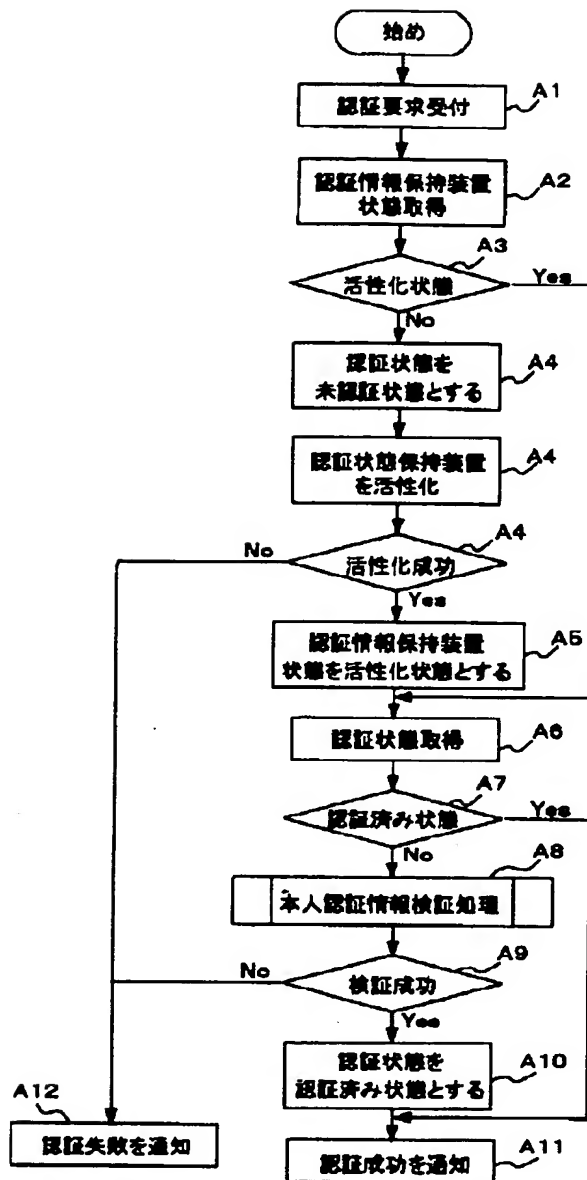 始め
認証要求受付
A1
認証情報保持装置
状態取得
A2
A3
活性化状態
Yes
No
認証状態を
未認証状態とする
A4
認証状態保持装置
を活性化
A4
A4
No
活性化成功
Yes
認証情報保持装置
状態を活性化状態とする
A5
認証状態取得
A6
A7
認証済み状態
Yes
No
A8
本人認証情報検証処理
A9
No
検証成功
Yes
認証状態を
認証済み状態とする
A10
A12
認証失敗を通知
認証成功を通知
A11